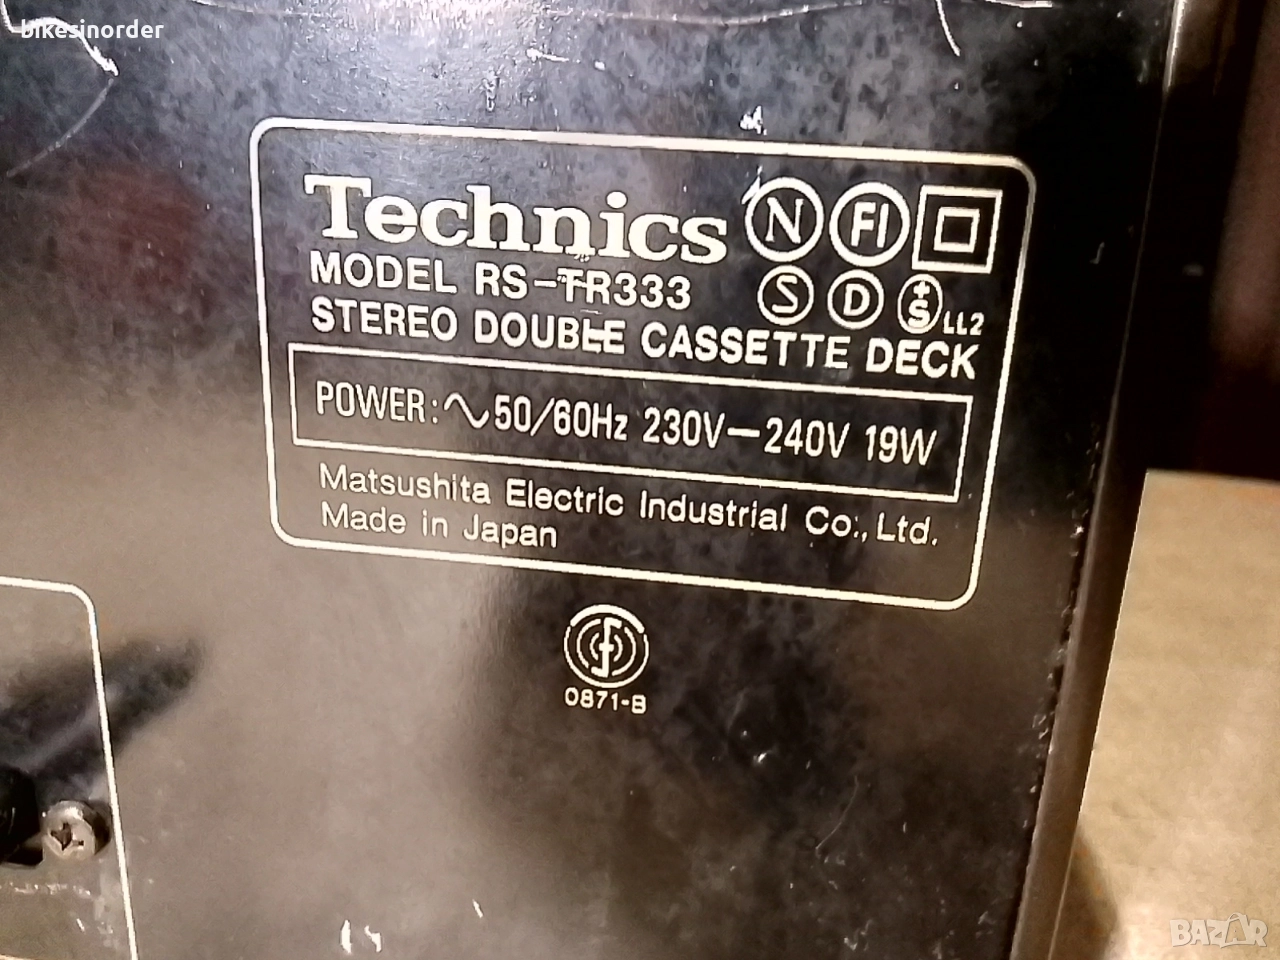 bikesinorder
Technics N FI
MODEL RS-TR333 S D +S LL2
STEREO DOUBLE CASSETTE DECK
POWER: ∿50/60Hz 230V—240V 19W
Matsushita Electric Industrial Co., Ltd.
Made in Japan
0871-B
BAZAR